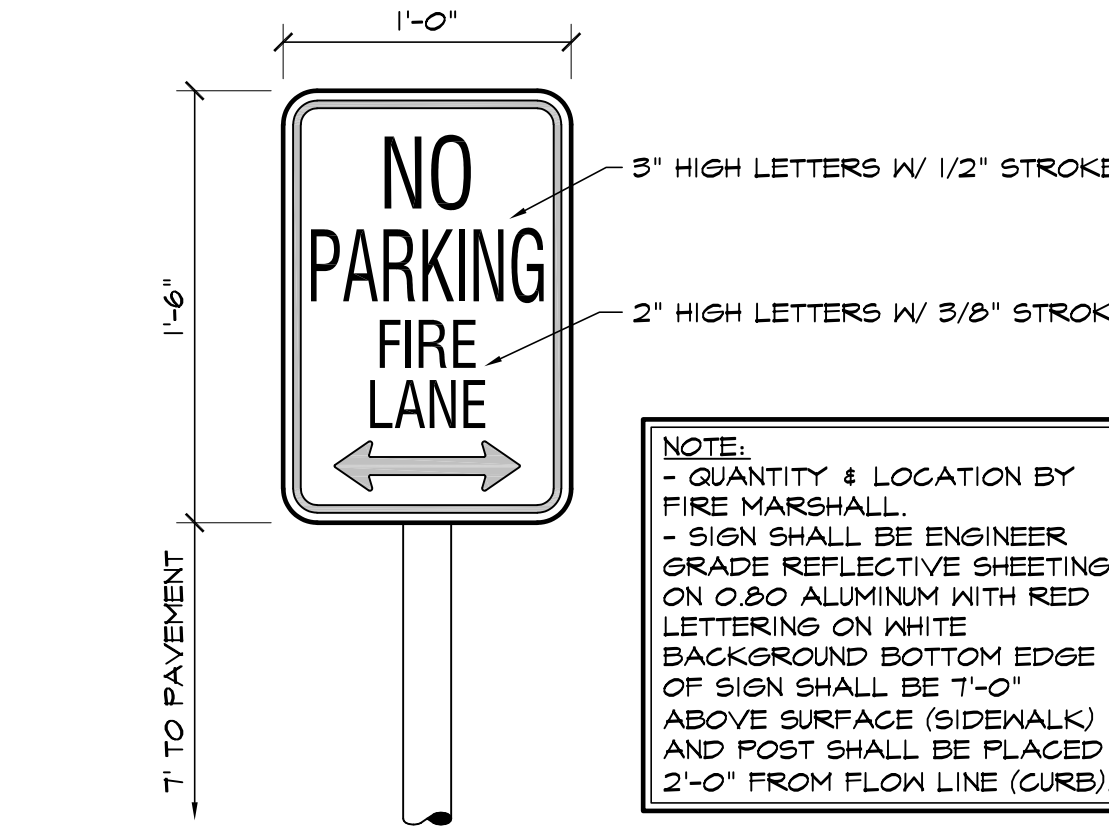 1'-0"
NO
PARKING
FIRE
LANE
3" HIGH LETTERS W/ 1/2" STROKE
2" HIGH LETTERS W/ 3/8" STROK
1'-6"
7' TO PAVEMENT
NOTE:
- QUANTITY & LOCATION BY
FIRE MARSHALL.
- SIGN SHALL BE ENGINEER
GRADE REFLECTIVE SHEETING
ON 0.80 ALUMINUM WITH RED
LETTERING ON WHITE
BACKGROUND BOTTOM EDGE
OF SIGN SHALL BE 7'-0"
ABOVE SURFACE (SIDEWALK)
AND POST SHALL BE PLACED
2'-0" FROM FLOW LINE (CURB).